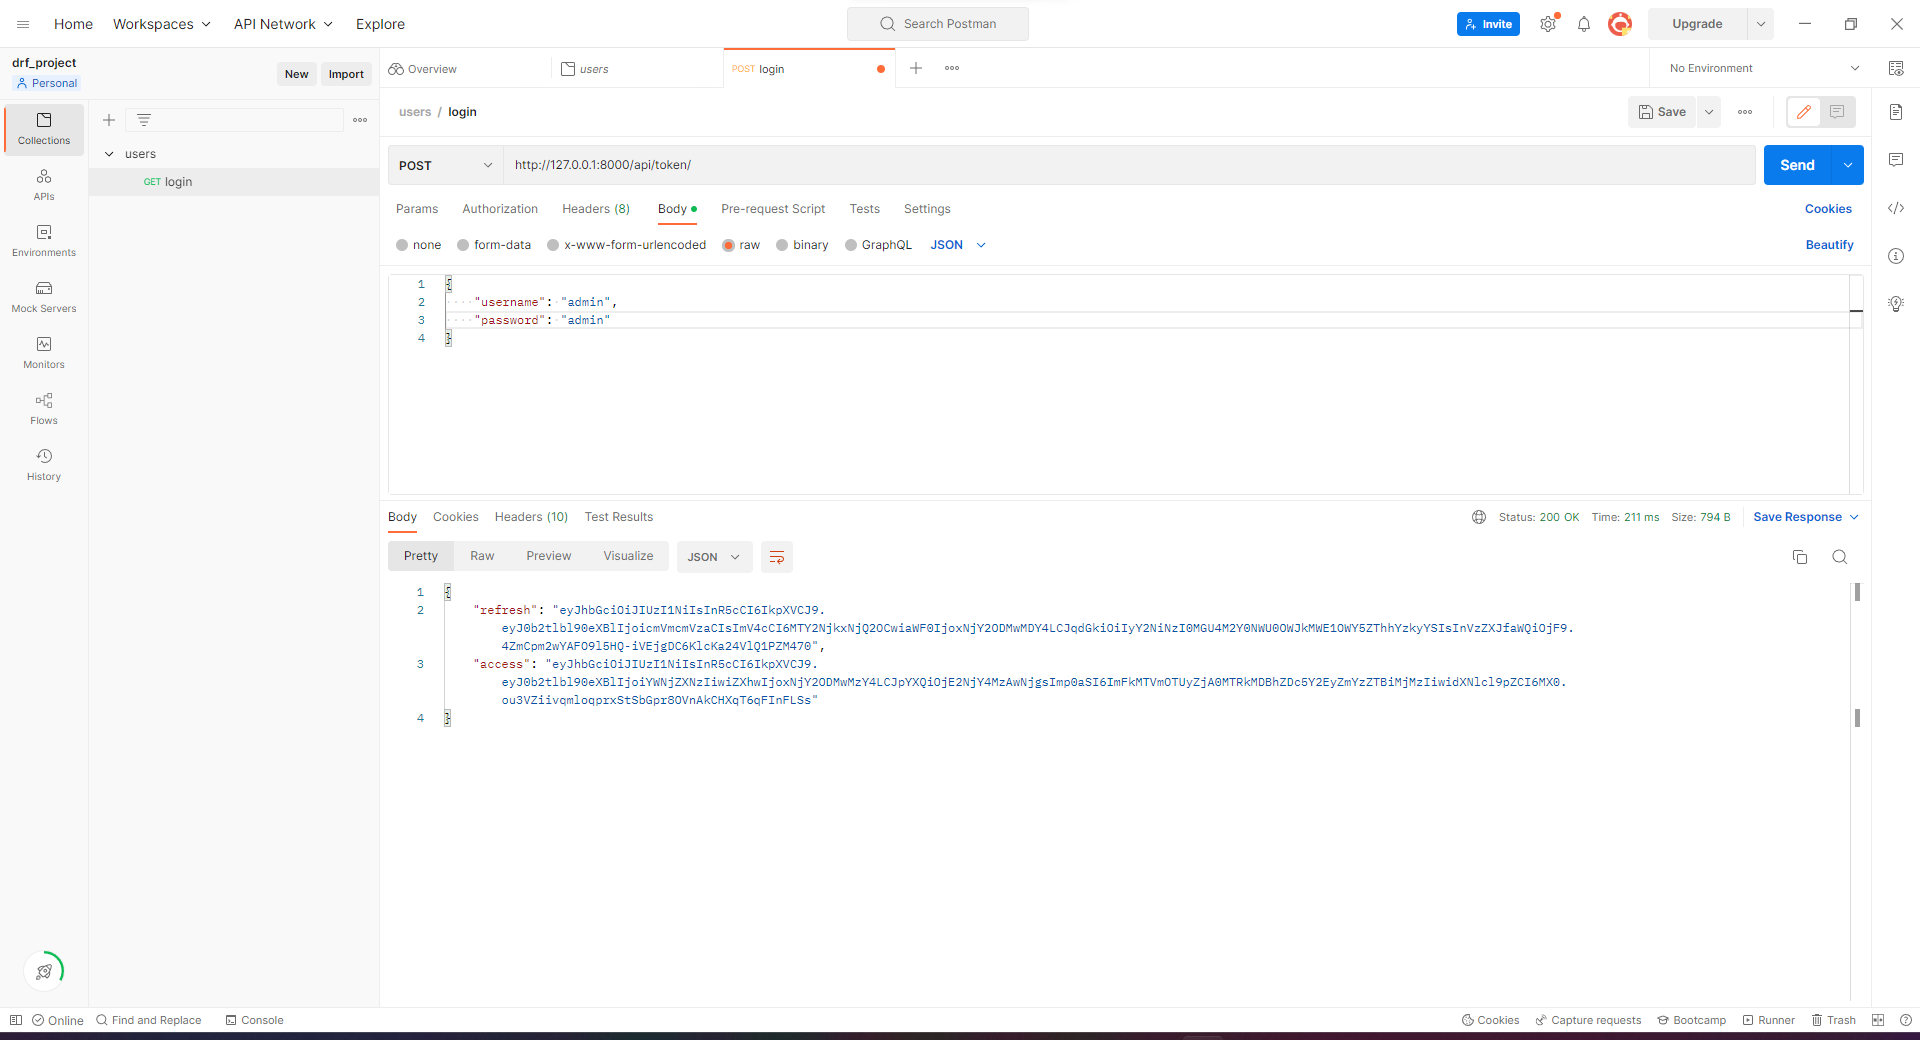 Home Workspaces API Network Explore Search Postman Invite Upgrade
drf_project
Personal
New Import
Overview users POST login No Environment
users / login Save
Collections
users
GET login
APIs
Environments
Mock Servers
Monitors
Flows
History
POST http://127.0.0.1:8000/api/token/ Send
Params Authorization Headers (8) Body Pre-request Script Tests Settings Cookies
none form-data x-www-form-urlencoded raw binary GraphQL JSON Beautify
1 {
2 "username": "admin",
3 "password": "admin"
4 }
Body Cookies Headers (10) Test Results Status: 200 OK Time: 211 ms Size: 794 B Save Response
Pretty Raw Preview Visualize JSON
1 {
2 "refresh": "eyJhbGciOiJIUzI1NiIsInR5cCI6IkpXVCJ9.
eyJ0b2tlbl90eXBlIjoicmVmcmVzaCIsImV4cCI6MTY2NjkxNjQ2OCwiaWF0IjoxNjY2ODMwMDY4LCJqdGkiOiIyY2NiNzI0MGU4M2Y0NWU0OWJkMWE1OWY5ZThhYzkyYSIsInVzZXJfaWQiOjF9.
4ZmCpm2wYAFO9l5HQ-iVEjgDC6KlcKa24VlQ1PZM470",
3 "access": "eyJhbGciOiJIUzI1NiIsInR5cCI6IkpXVCJ9.
eyJ0b2tlbl90eXBlIjoiYWNjZXNzIiwiZXhwIjoxNjY2ODMwMzY4LCJpYXQiOjE2NjY4MzAwNjgsImp0aSI6ImFkMTVmOTUyZjA0MTRkMDBhZDc5Y2EyZmYzZTBiMjMzIiwidXNlcl9pZCI6MX0.
ou3VZiivqmloqprxStSbGpr8OVnAkCHXqT6qFInFLSs"
4 }
Online Find and Replace Console Cookies Capture requests Bootcamp Runner Trash